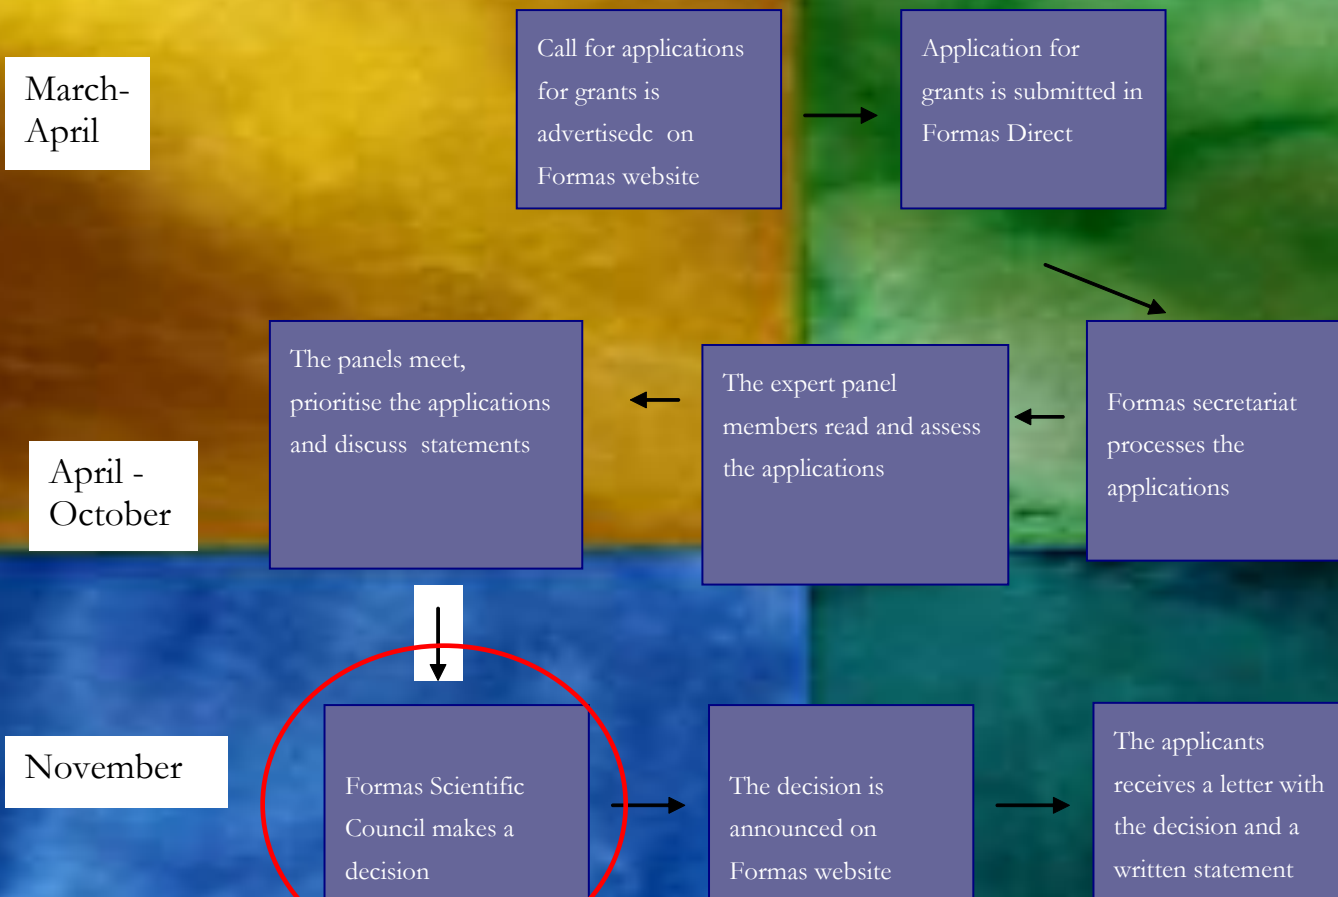 March-
April
Call for applications
for grants is
advertisedc on
Formas website
Application for
grants is submitted in
Formas Direct
April -
October
The panels meet,
prioritise the applications
and discuss statements
The expert panel
members read and assess
the applications
Formas secretariat
processes the
applications
November
Formas Scientific
Council makes a
decision
The decision is
announced on
Formas website
The applicants
receives a letter with
the decision and a
written statement